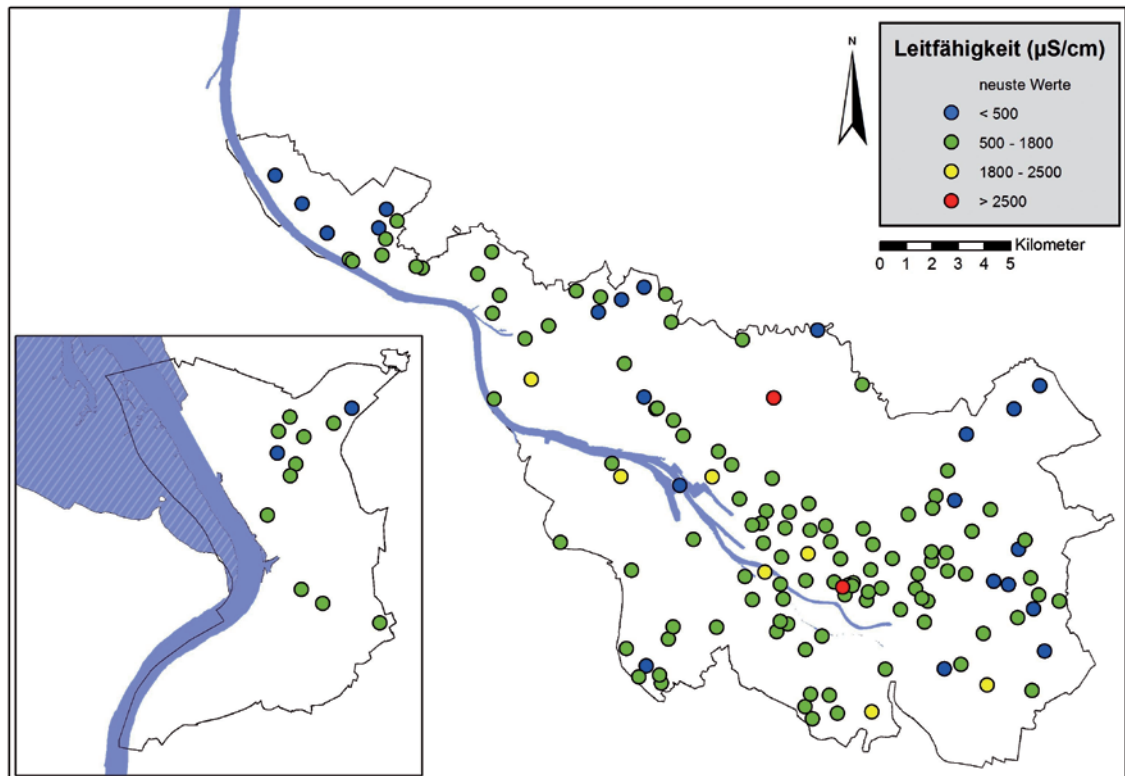 N
Leitfähigkeit (µS/cm)
neuste Werte
< 500
500 - 1800
1800 - 2500
> 2500
Kilometer
0 1 2 3 4 5